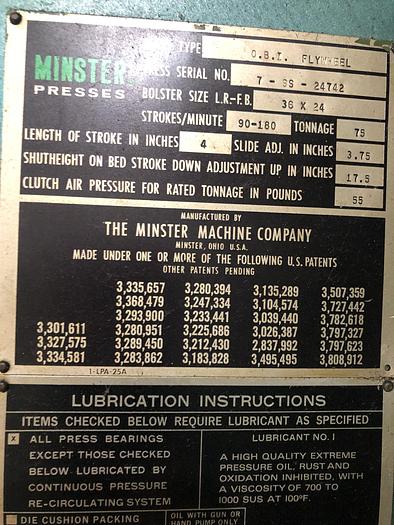 TYPE O.B.I. FLYWHEEL
MINSTER
PRESSES
PRESS SERIAL NO. 7-SS-24742
BOLSTER SIZE L.R.-F.B. 36 X 24
STROKES/MINUTE 90-180 TONNAGE 75
LENGTH OF STROKE IN INCHES 4 SLIDE ADJ. IN INCHES 3.75
SHUTHEIGHT ON BED STROKE DOWN ADJUSTMENT UP IN INCHES 17.5
CLUTCH AIR PRESSURE FOR RATED TONNAGE IN POUNDS 55
MANUFACTURED BY
THE MINSTER MACHINE COMPANY
MINSTER, OHIO U.S.A.
MADE UNDER ONE OR MORE OF THE FOLLOWING U.S. PATENTS
OTHER PATENTS PENDING
3,335,657 3,280,394 3,135,289 3,507,359
3,368,479 3,247,334 3,104,574 3,727,442
3,293,900 3,233,441 3,039,440 3,782,618
3,301,611 3,280,951 3,225,686 3,026,387 3,797,327
3,327,575 3,289,450 3,212,430 2,837,992 3,797,623
3,334,581 3,283,862 3,183,828 3,495,495 3,808,912
1-LPA-25A
LUBRICATION INSTRUCTIONS
ITEMS CHECKED BELOW REQUIRE LUBRICANT AS SPECIFIED
X ALL PRESS BEARINGS
EXCEPT THOSE CHECKED
BELOW LUBRICATED BY
CONTINUOUS PRESSURE
RE-CIRCULATING SYSTEM
LUBRICANT NO. 1
A HIGH QUALITY EXTREME
PRESSURE OIL, RUST AND
OXIDATION INHIBITED, WITH
A VISCOSITY OF 700 TO
1000 SUS AT 100°F.
DIE CUSHION PACKING
OIL WITH GUN OR
HAND PUMP ONLY